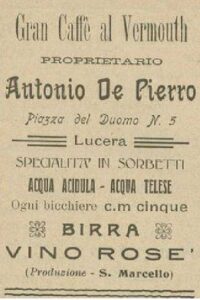 Gran Caffè al Vermouth
PROPRIETARIO
Antonio De Pierro
Piazza del Duomo N. 5
Lucera
SPECIALITÀ IN SORBETTI
ACQUA ACIDULA - ACQUA TELESE
Ogni bicchiere c.m cinque
BIRRA
VINO ROSE'
(Produzione - S. Marcello)